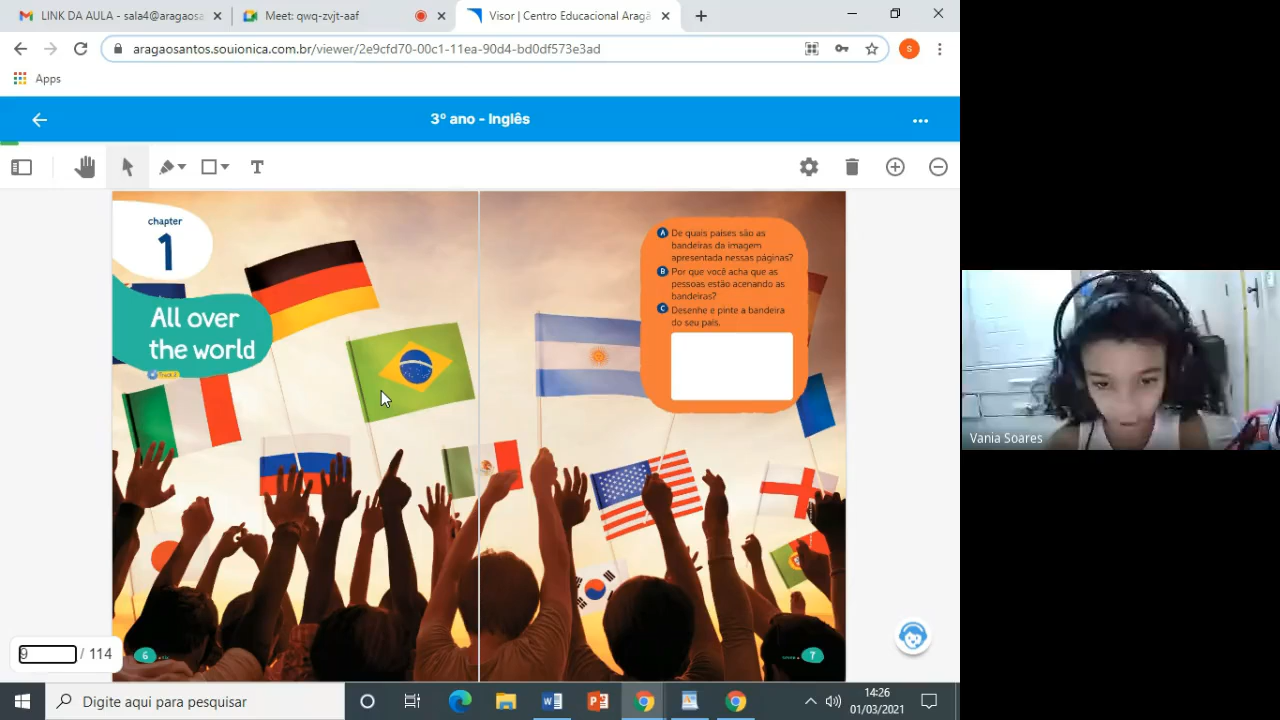 LINK DA AULA - sala4@aragaosa
Meet: qwq-zvjt-aaf
Visor | Centro Educacional Aragã
aragaosantos.souionica.com.br/viewer/2e9cfd70-00c1-11ea-90d4-bd0df573e3ad
S
Apps
3º ano - Inglês
T
chapter
1
All over
the world
A De quais países são as
bandeiras da imagem
apresentada nessas páginas?
B Por que você acha que as
pessoas estão acenando as
bandeiras?
C Desenhe e pinte a bandeira
do seu país.
Vania Soares
9 / 114
6
7
Digite aqui para pesquisar
14:26
01/03/2021